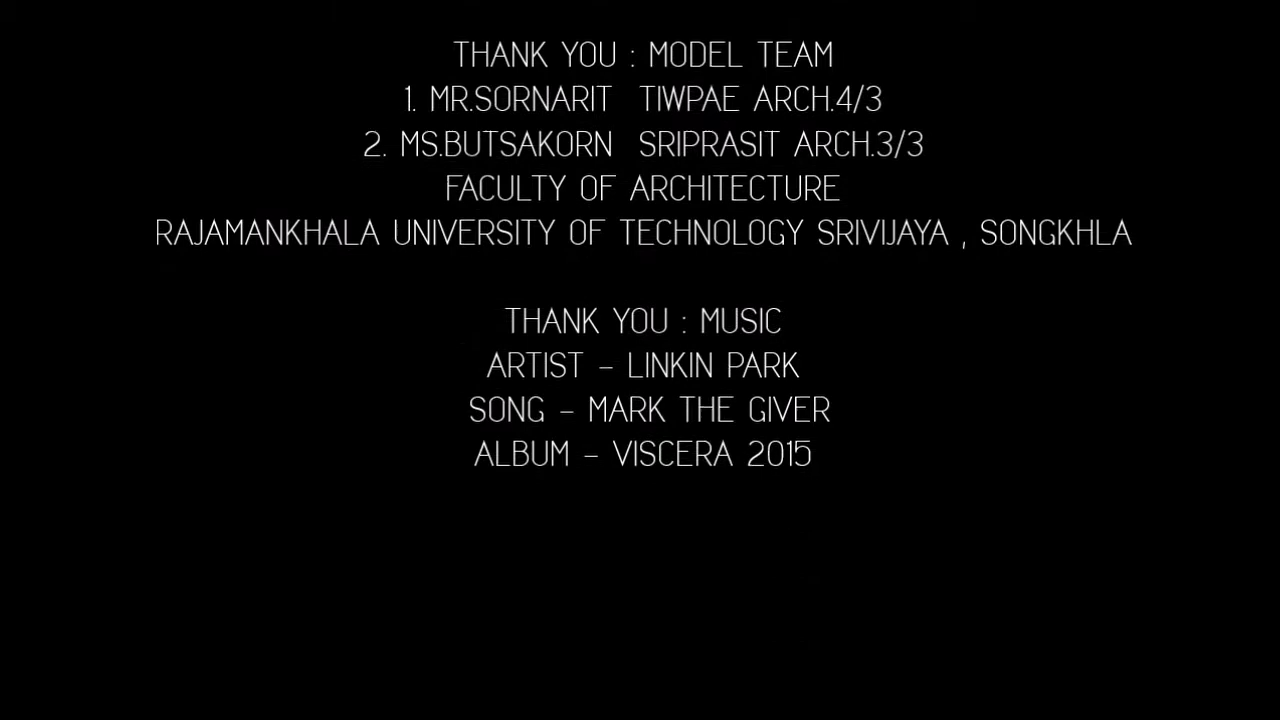 THANK YOU : MODEL TEAM
1. MR.SORNARIT TIWPAE ARCH.4/3
2. MS.BUTSAKORN SRIPRASIT ARCH.3/3
FACULTY OF ARCHITECTURE
RAJAMANKHALA UNIVERSITY OF TECHNOLOGY SRIVIJAYA , SONGKHLA
THANK YOU : MUSIC
ARTIST – LINKIN PARK
SONG – MARK THE GIVER
ALBUM – VISCERA 2015